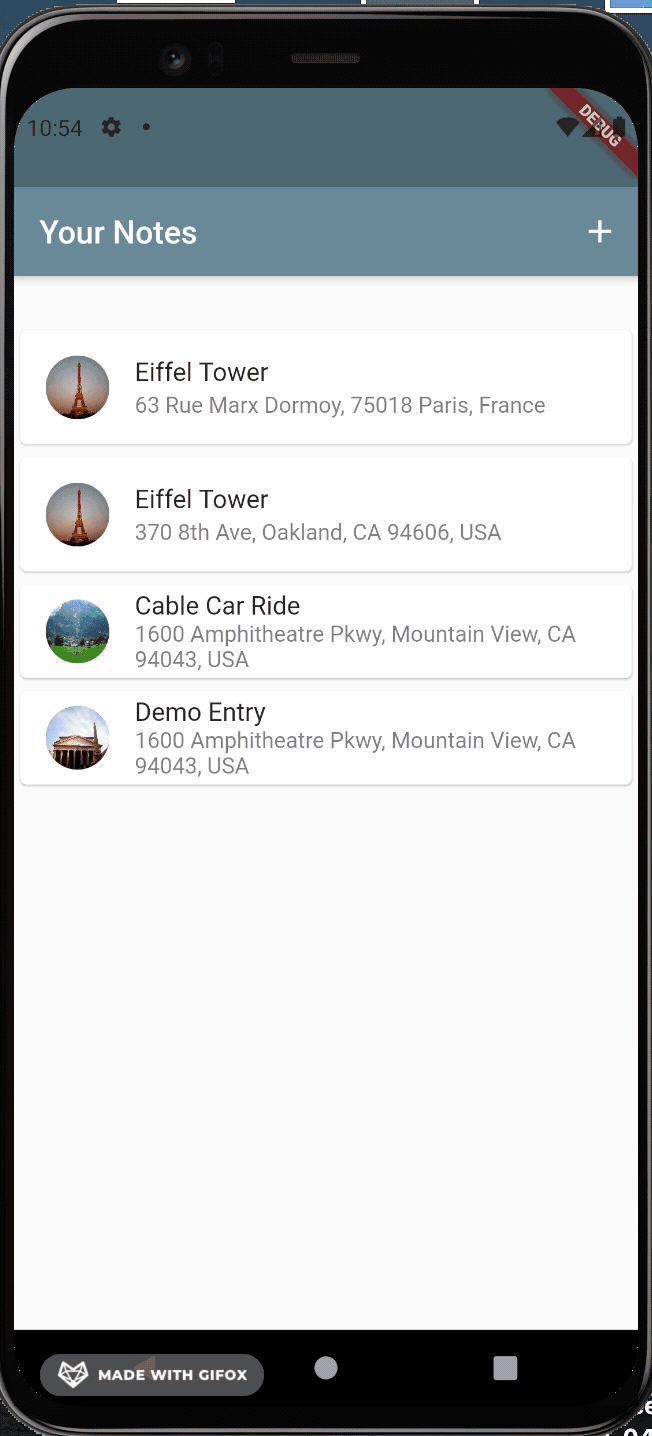 10:54
DEBUG
Your Notes
Eiffel Tower
63 Rue Marx Dormoy, 75018 Paris, France
Eiffel Tower
370 8th Ave, Oakland, CA 94606, USA
Cable Car Ride
1600 Amphitheatre Pkwy, Mountain View, CA
94043, USA
Demo Entry
1600 Amphitheatre Pkwy, Mountain View, CA
94043, USA
MADE WITH GIFOX